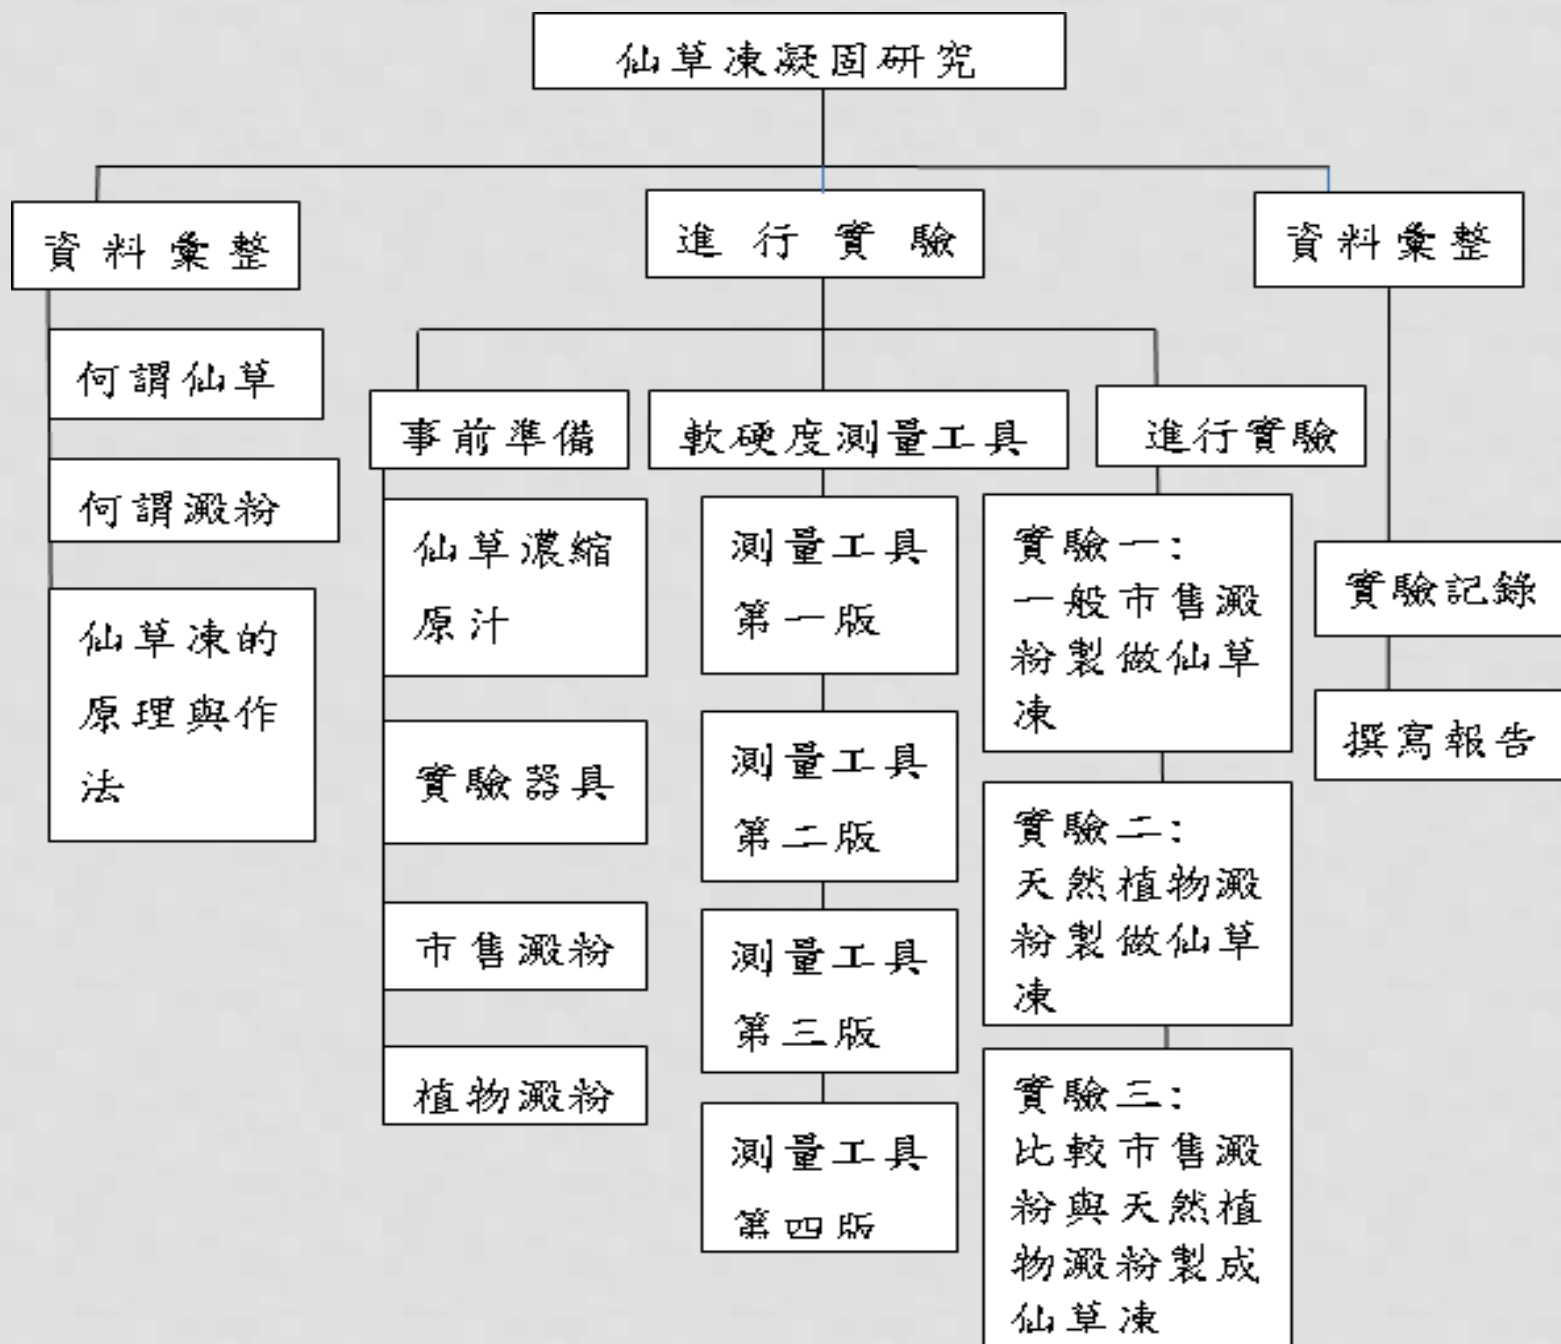 仙草凍凝固研究
資料彙整
何謂仙草
何謂澱粉
仙草凍的
原理與作
法
進行實驗
事前準備
仙草濃縮
原汁
實驗器具
市售澱粉
植物澱粉
軟硬度測量工具
測量工具
第一版
測量工具
第二版
測量工具
第三版
測量工具
第四版
進行實驗
實驗一:
一般市售澱
粉製做仙草
凍
實驗二:
天然植物澱
粉製做仙草
凍
實驗三:
比較市售澱
粉與天然植
物澱粉製成
仙草凍
資料彙整
實驗記錄
撰寫報告